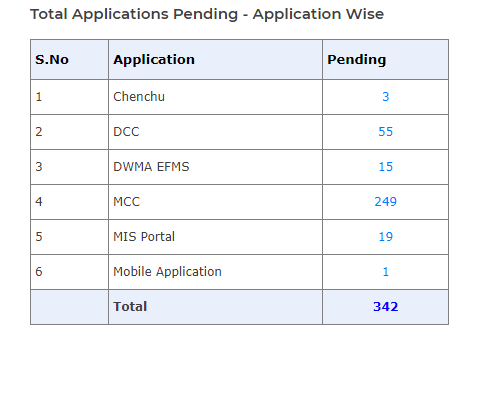 Total Applications Pending - Application Wise
S.No Application Pending
1 Chenchu 3
2 DCC 55
3 DWMA EFMS 15
4 MCC 249
5 MIS Portal 19
6 Mobile Application 1
Total 342